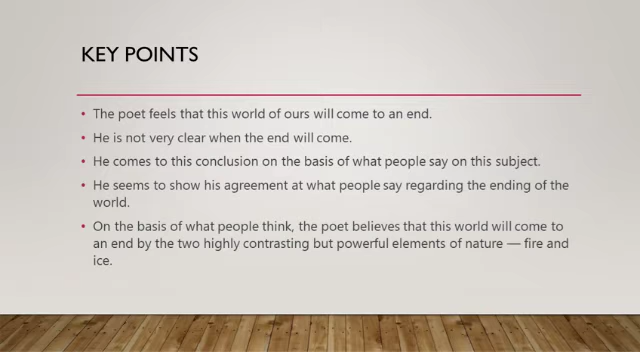 KEY POINTS
• The poet feels that this world of ours will come to an end.
• He is not very clear when the end will come.
• He comes to this conclusion on the basis of what people say on this subject.
• He seems to show his agreement at what people say regarding the ending of the
world.
• On the basis of what people think, the poet believes that this world will come to
an end by the two highly contrasting but powerful elements of nature — fire and
ice.